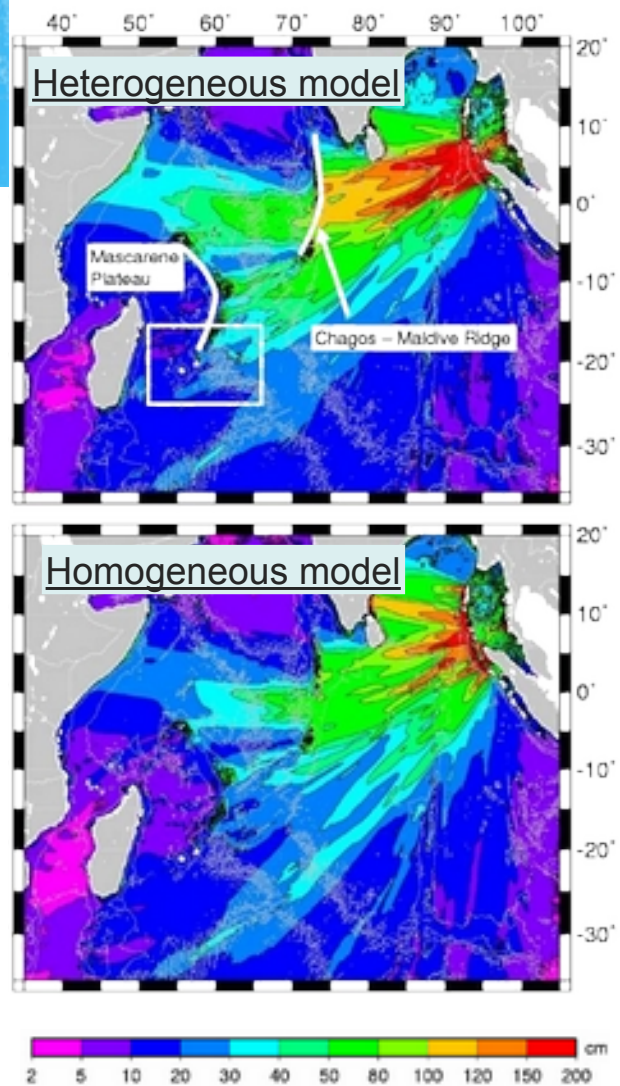 40˚ 50˚ 60˚ 70˚ 80˚ 90˚ 100˚
20˚
Heterogeneous model
10˚
0˚
Mascarene
Plateau
-10˚
Chagos – Maldive Ridge
-20˚
-30˚
20˚
Homogeneous model
10˚
0˚
-10˚
-20˚
-30˚
cm
2 5 10 20 30 40 50 80 100 120 150 200